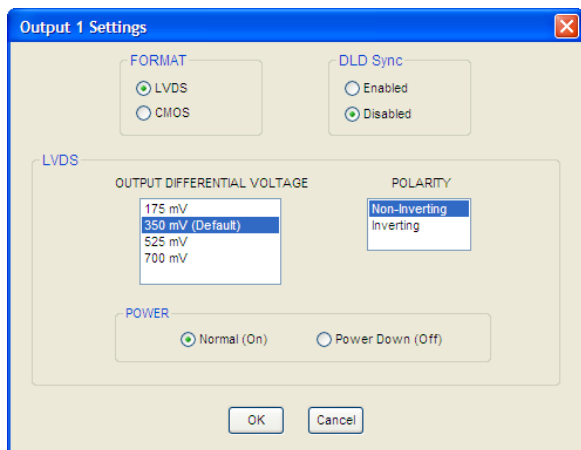 Output 1 Settings
FORMAT
LVDS
CMOS
DLD Sync
Enabled
Disabled
LVDS
OUTPUT DIFFERENTIAL VOLTAGE
175 mV
350 mV (Default)
525 mV
700 mV
POLARITY
Non-Inverting
Inverting
POWER
Normal (On)
Power Down (Off)
OK
Cancel